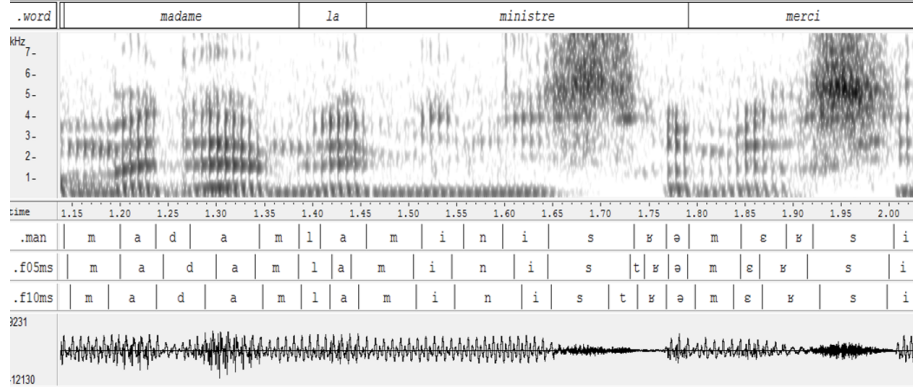 .word madame la ministre merci
kHz
7-
6-
5-
4-
3-
2-
1-
time 1.15 1.20 1.25 1.30 1.35 1.40 1.45 1.50 1.55 1.60 1.65 1.70 1.75 1.80 1.85 1.90 1.95 2.00
.man m a d a m l a m i n i s ʁ ə m ɛ ʁ s i
.f05ms m a d a m l a m i n i s t ʁ ə m ɛ ʁ s i
.f10ms m a d a m l a m i n i s t ʁ ə m ɛ ʁ s i
9231
-12130